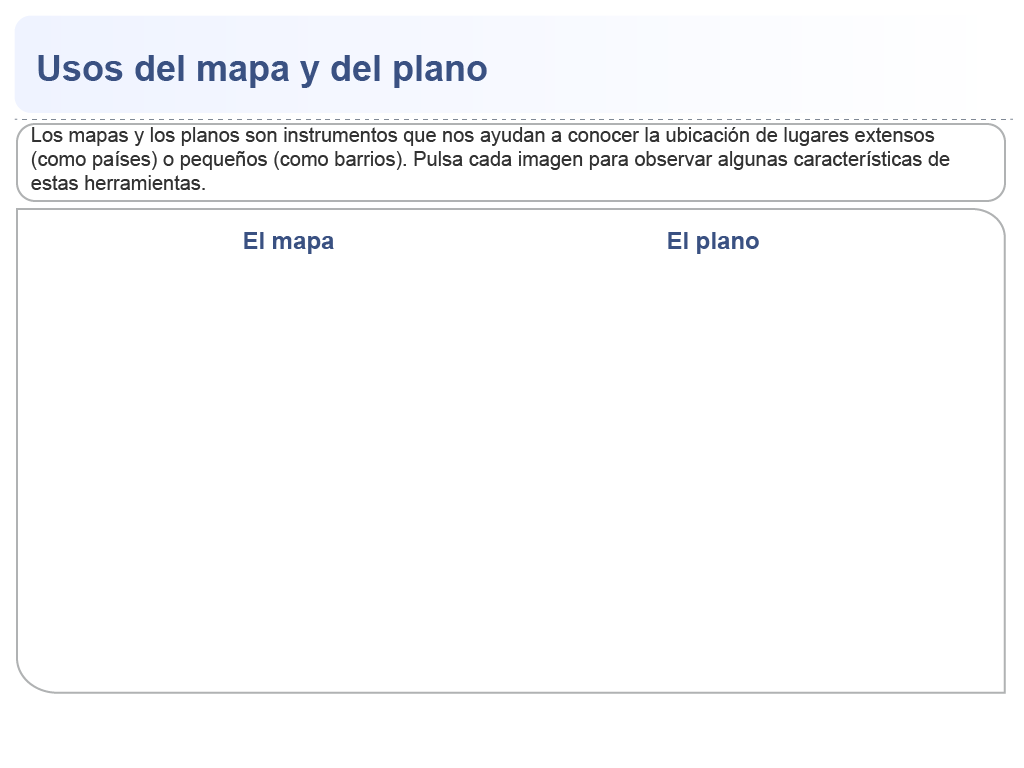 Usos del mapa y del plano
Los mapas y los planos son instrumentos que nos ayudan a conocer la ubicación de lugares extensos
(como países) o pequeños (como barrios). Pulsa cada imagen para observar algunas características de
estas herramientas.
El mapa
El plano